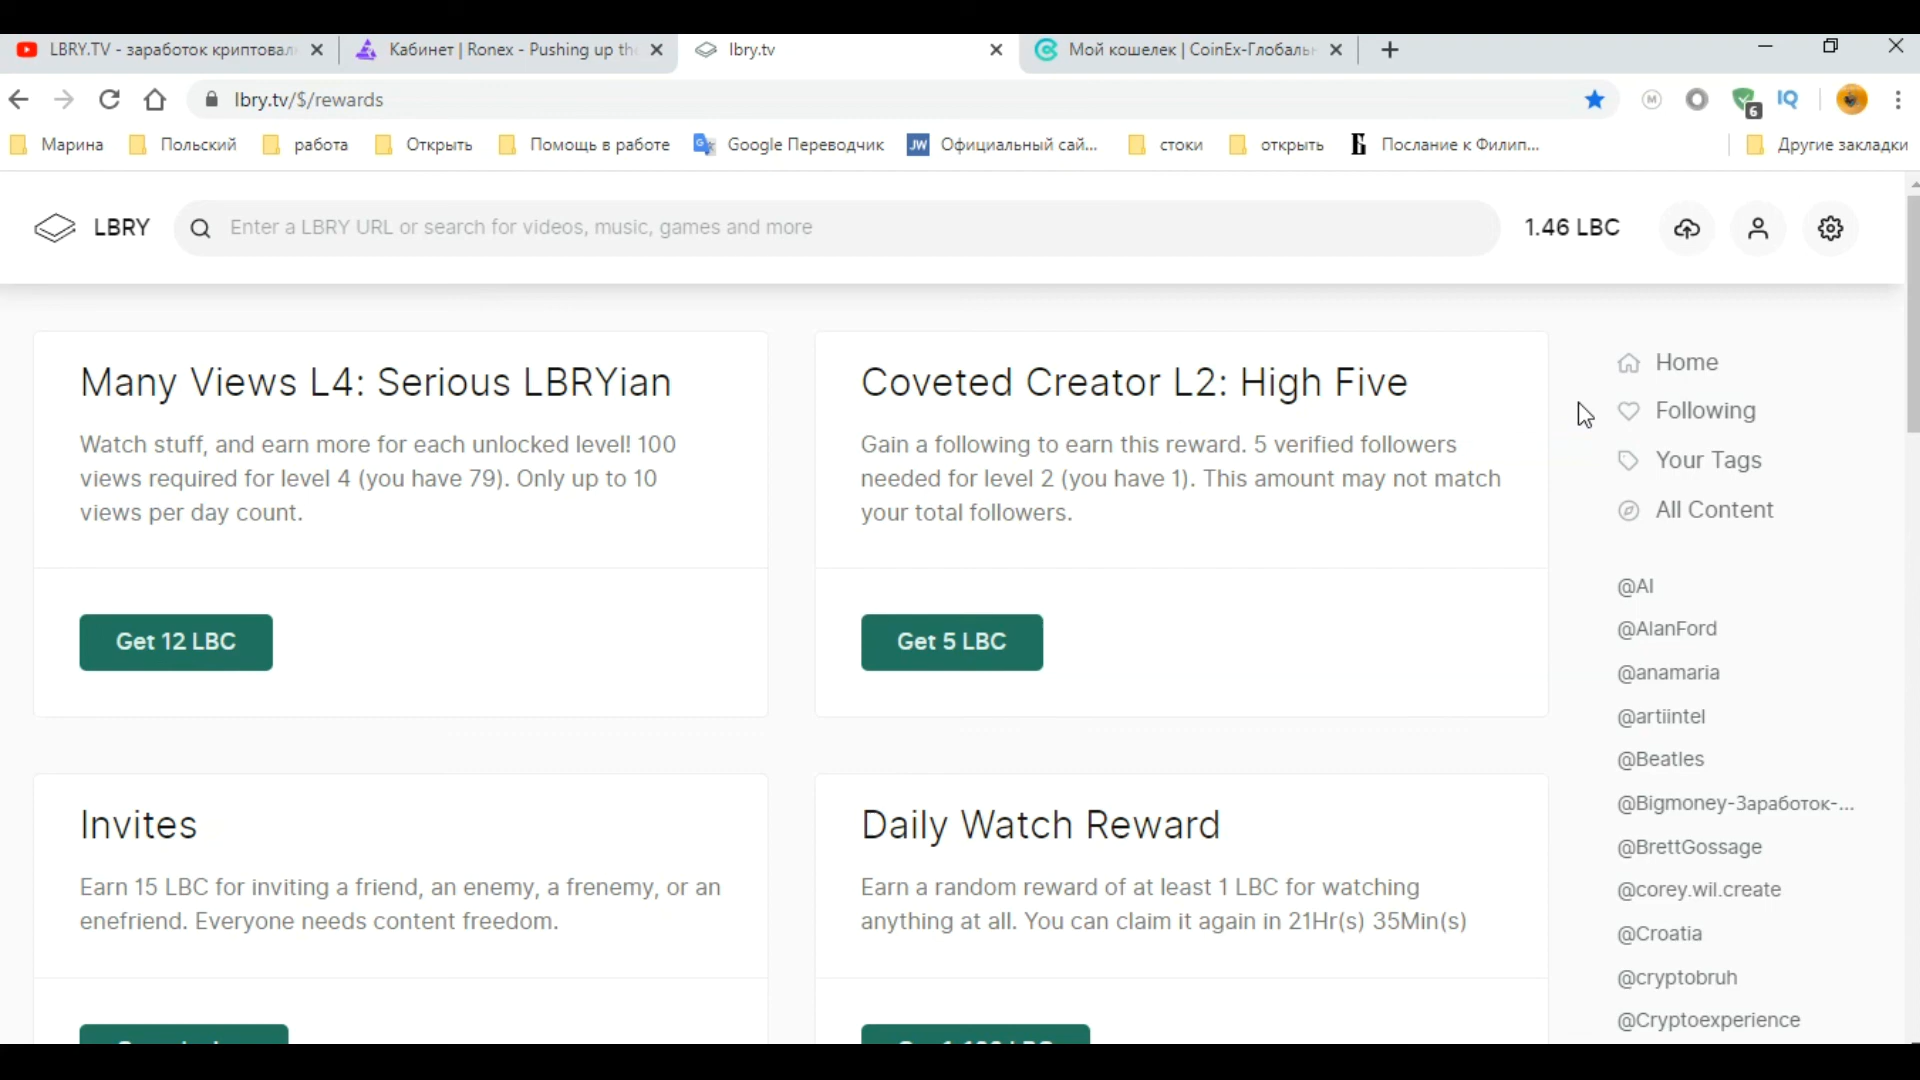 LBRY.TV - заработок криптовал
Кабинет | Ronex - Pushing up the
lbry.tv
Мой кошелек | CoinEx-Глобаль
lbry.tv/$/rewards
6
IQ
Марина
Польский
работа
Открыть
Помощь в работе
Google Переводчик
JW
Официальный сай...
стоки
открыть
Послание к Филип...
Другие закладки
LBRY
Enter a LBRY URL or search for videos, music, games and more
1.46 LBC
Many Views L4: Serious LBRYian
Watch stuff, and earn more for each unlocked level! 100
views required for level 4 (you have 79). Only up to 10
views per day count.
Get 12 LBC
Coveted Creator L2: High Five
Gain a following to earn this reward. 5 verified followers
needed for level 2 (you have 1). This amount may not match
your total followers.
Get 5 LBC
Invites
Earn 15 LBC for inviting a friend, an enemy, a frenemy, or an
enefriend. Everyone needs content freedom.
Daily Watch Reward
Earn a random reward of at least 1 LBC for watching
anything at all. You can claim it again in 21Hr(s) 35Min(s)
Home
Following
Your Tags
All Content
@AI
@AlanFord
@anamaria
@artiintel
@Beatles
@Bigmoney-Заработок-...
@BrettGossage
@corey.wil.create
@Croatia
@cryptobruh
@Cryptoexperience